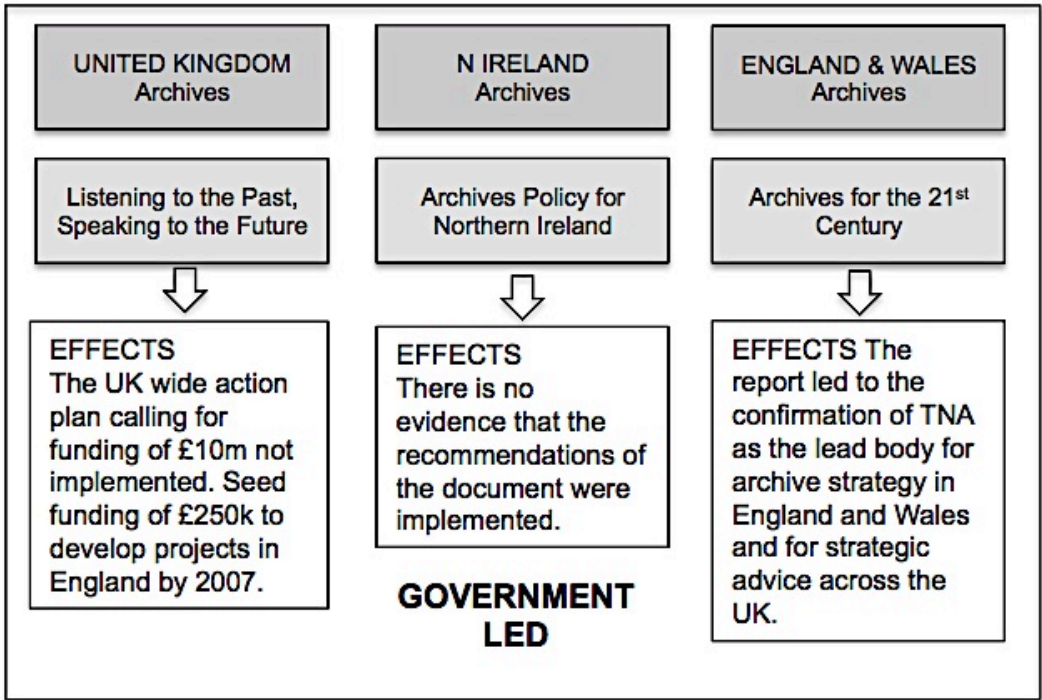 UNITED KINGDOM
Archives
Listening to the Past,
Speaking to the Future
EFFECTS
The UK wide action
plan calling for
funding of £10m not
implemented. Seed
funding of £250k to
develop projects in
England by 2007.
N IRELAND
Archives
Archives Policy for
Northern Ireland
EFFECTS
There is no
evidence that the
recommendations of
the document were
implemented.
GOVERNMENT
LED
ENGLAND & WALES
Archives
Archives for the 21st
Century
EFFECTS The
report led to the
confirmation of TNA
as the lead body for
archive strategy in
England and Wales
and for strategic
advice across the
UK.